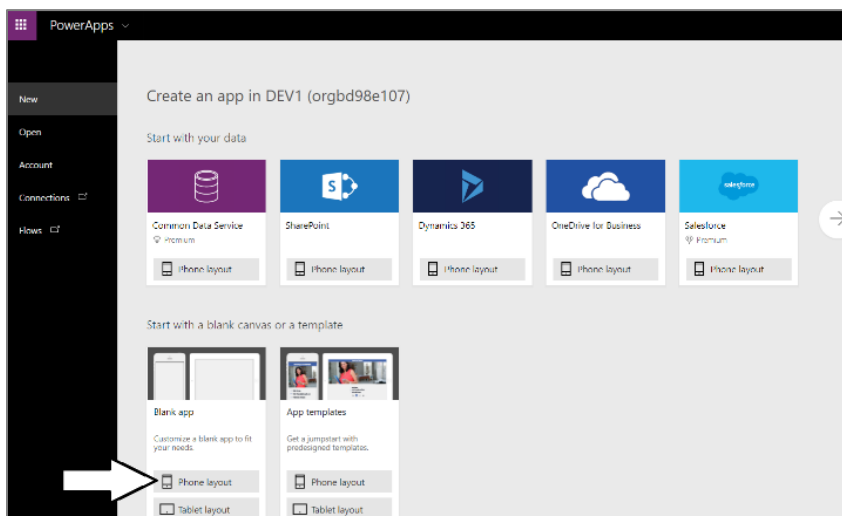 PowerApps
New
Open
Account
Connections
Flows
Create an app in DEV1 (orgbd98e107)
Start with your data
S
salesforce
Common Data Service
SharePoint
Dynamics 365
OneDrive for Business
Salesforce
Premium
Premium
Phone layout
Phone layout
Phone layout
Phone layout
Phone layout
Start with a blank canvas or a template
Blank app
App templates
Customize a blank app to fit
your needs.
Get a jumpstart with
predesigned templates.
Phone layout
Phone layout
Tablet layout
Tablet layout